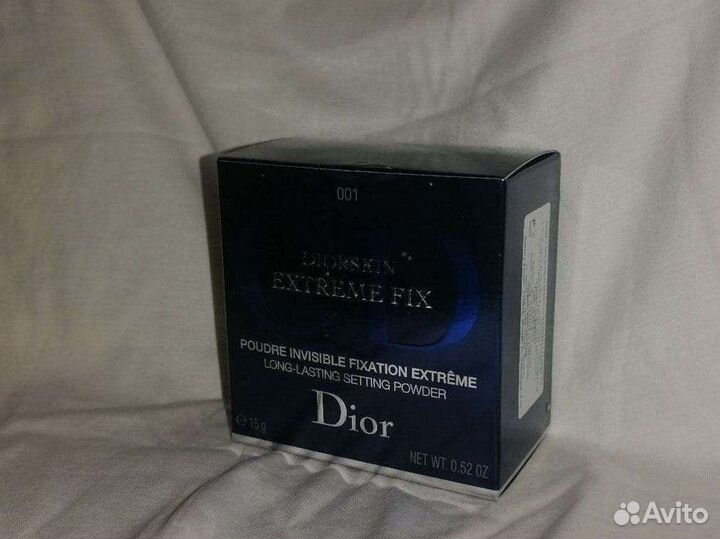 001
DIORSKIN
EXTRÊME FIX
POUDRE INVISIBLE FIXATION EXTRÊME
LONG-LASTING SETTING POWDER
Dior
℮ 15 g
NET WT. 0.52 OZ
Avito